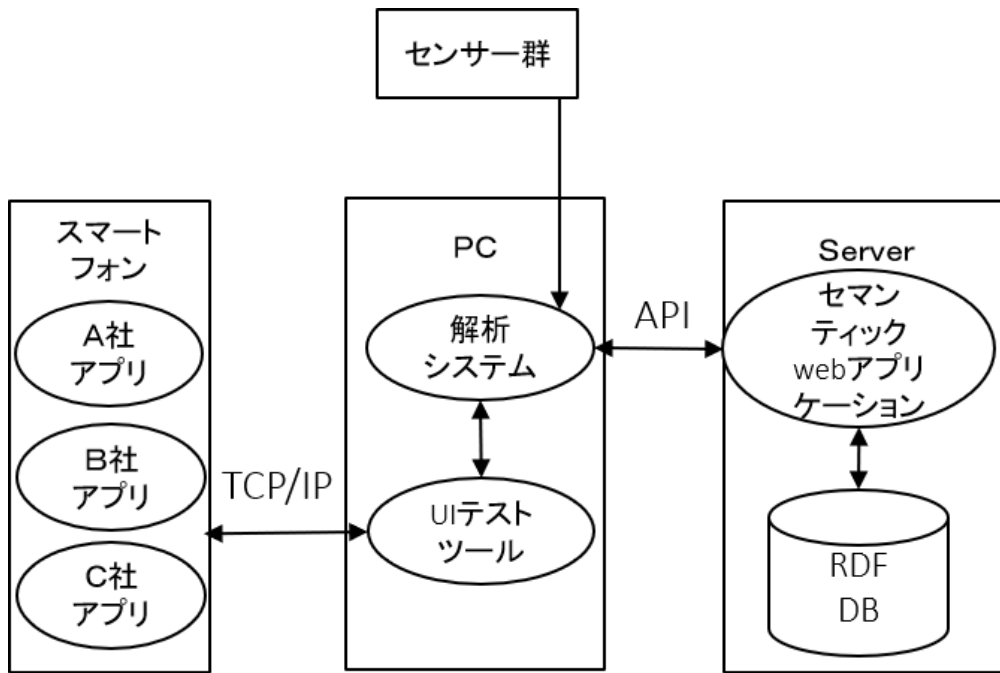 センサー群
スマート
フォン
A社
アプリ
B社
アプリ
C社
アプリ
TCP/IP
PC
解析
システム
UIテスト
ツール
API
Server
セマン
ティック
webアプリ
ケーション
RDF
DB